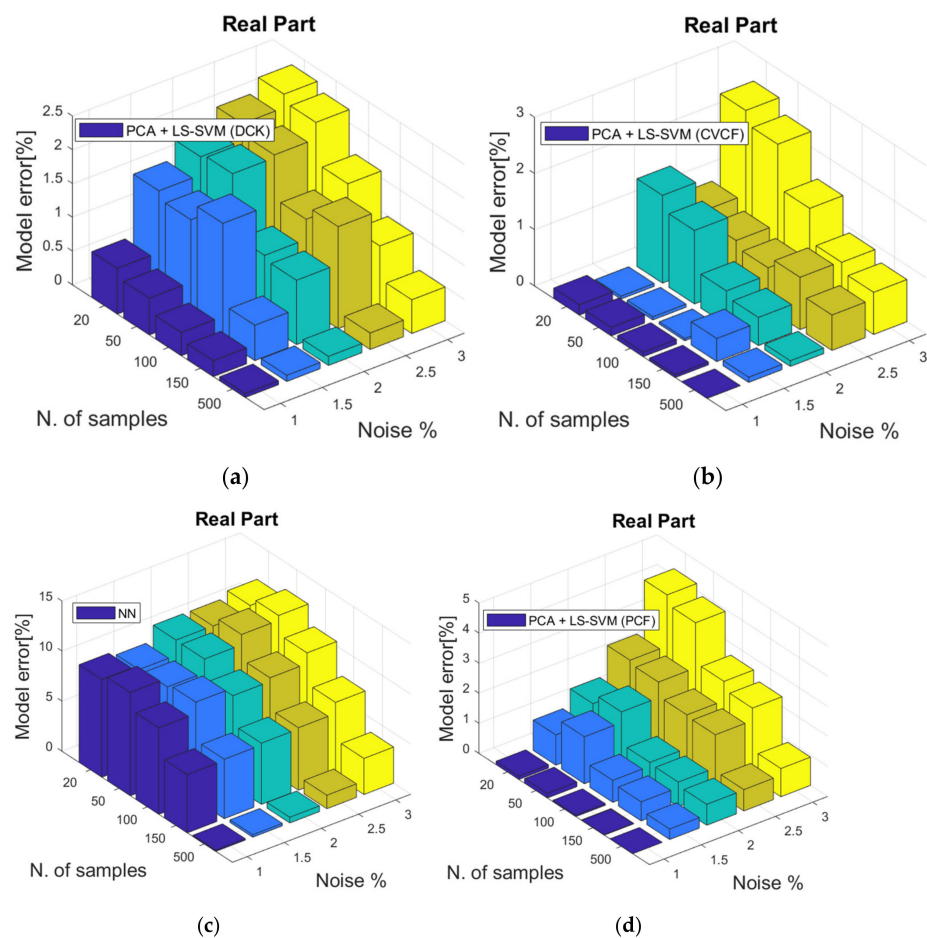 Real Part
PCA + LS-SVM (DCK)
Model error[%]
2.5
2
1.5
1
0.5
0
20
50
100
150
500
N. of samples
1
1.5
2
2.5
3
Noise %
(a)
Real Part
PCA + LS-SVM (CVCF)
Model error[%]
3
2
1
0
20
50
100
150
500
N. of samples
1
1.5
2
2.5
3
Noise %
(b)
Real Part
NN
Model error[%]
15
10
5
0
20
50
100
150
500
N. of samples
1
1.5
2
2.5
3
Noise %
(c)
Real Part
PCA + LS-SVM (PCF)
Model error[%]
5
4
3
2
1
0
20
50
100
150
500
N. of samples
1
1.5
2
2.5
3
Noise %
(d)